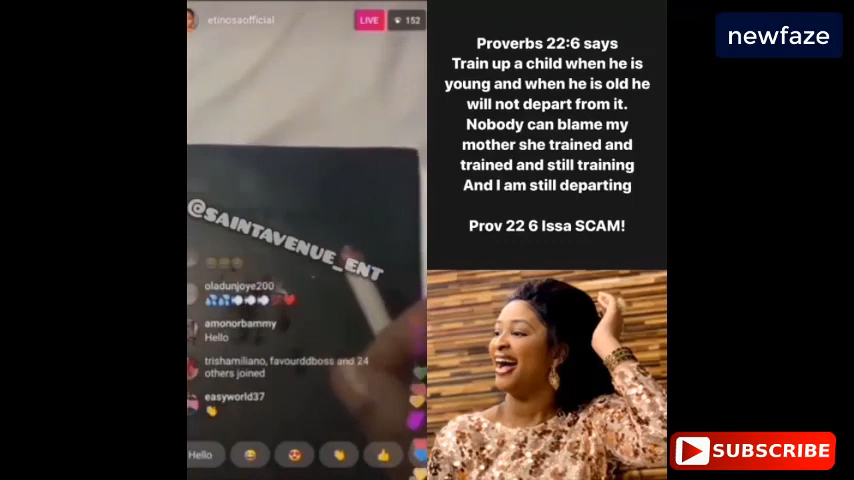 etinosaofficial
LIVE
152
@SAINTAVENUE_ENT
oladunjoye200
amonorbammy
Hello
trishamiliano, favourddboss and 24
others joined
easyworld37
Hello
Proverbs 22:6 says
Train up a child when he is
young and when he is old he
will not depart from it.
Nobody can blame my
mother she trained and
trained and still training
And I am still departing
Prov 22 6 Issa SCAM!
newfaze
SUBSCRIBE